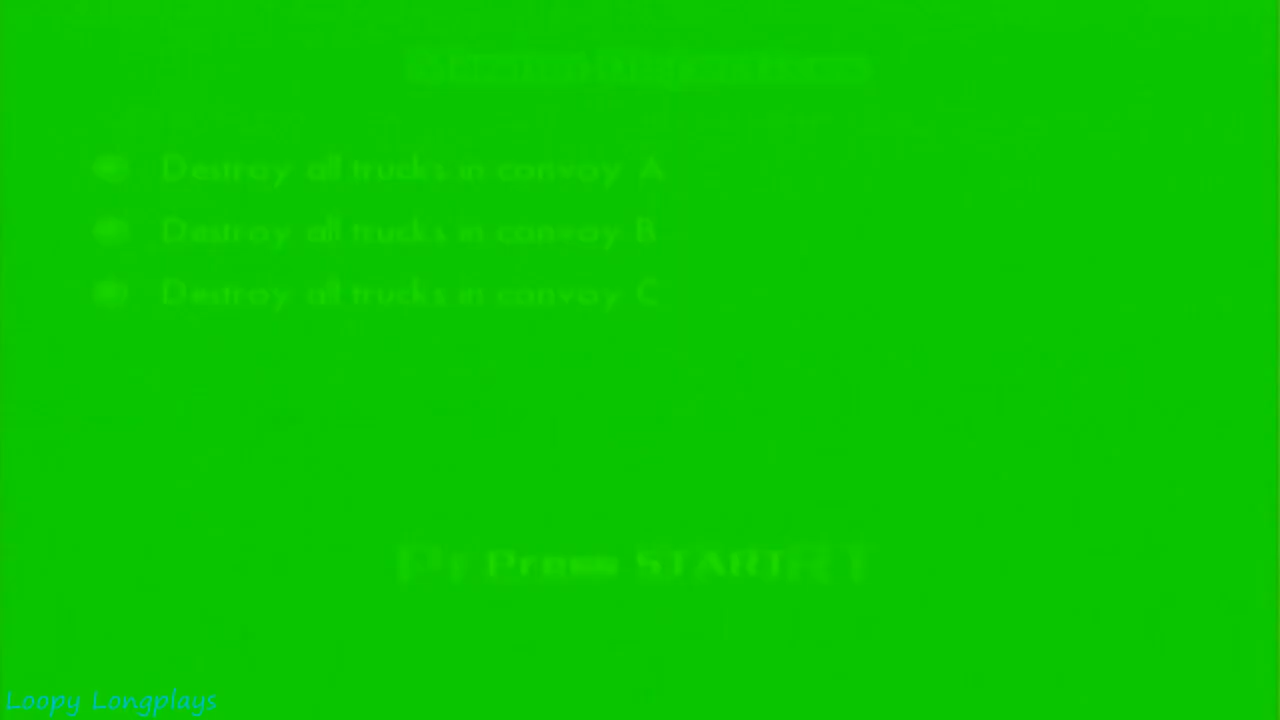 Destroy all trucks in convoy A
Destroy all trucks in convoy B
Destroy all trucks in convoy C
Press START
Loopy Longplays